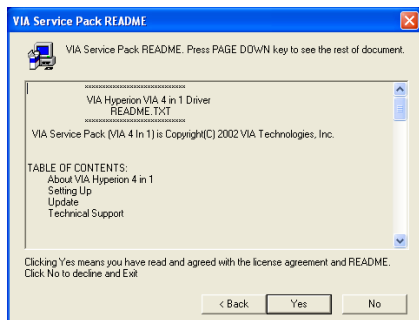 VIA Service Pack README
VIA Service Pack README. Press PAGE DOWN key to see the rest of document.
==============================
VIA Hyperion VIA 4 in 1 Driver
README.TXT
==============================
VIA Service Pack (VIA 4 In 1) is Copyright(C) 2002 VIA Technologies, Inc.
TABLE OF CONTENTS:
About VIA Hyperion 4 in 1
Setting Up
Update
Technical Support
Clicking Yes means you have read and agreed with the license agreement and README.
Click No to decline and Exit
< Back
Yes
No